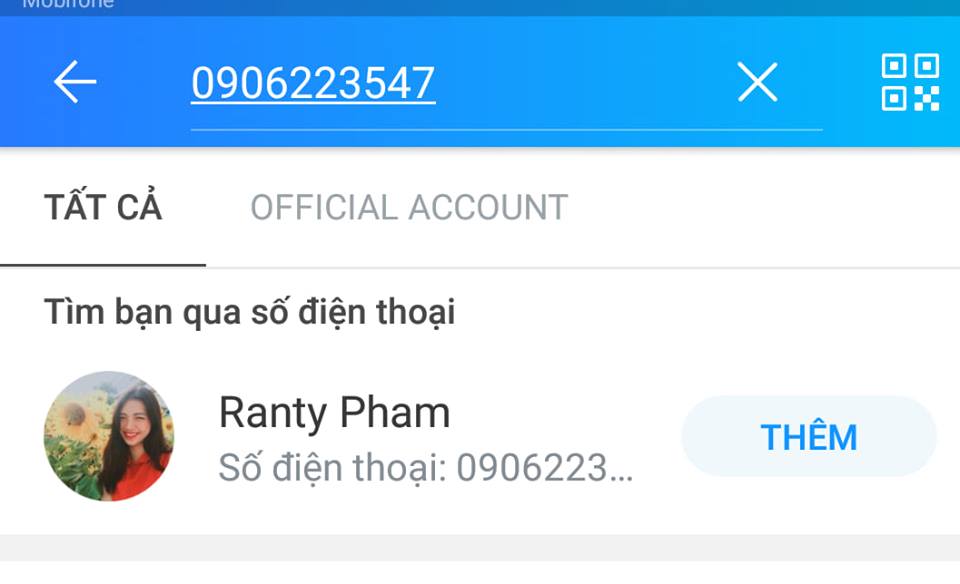 Mobifone
0906223547
TẤT CẢ OFFICIAL ACCOUNT
Tìm bạn qua số điện thoại
Ranty Pham
Số điện thoại: 0906223...
THÊM